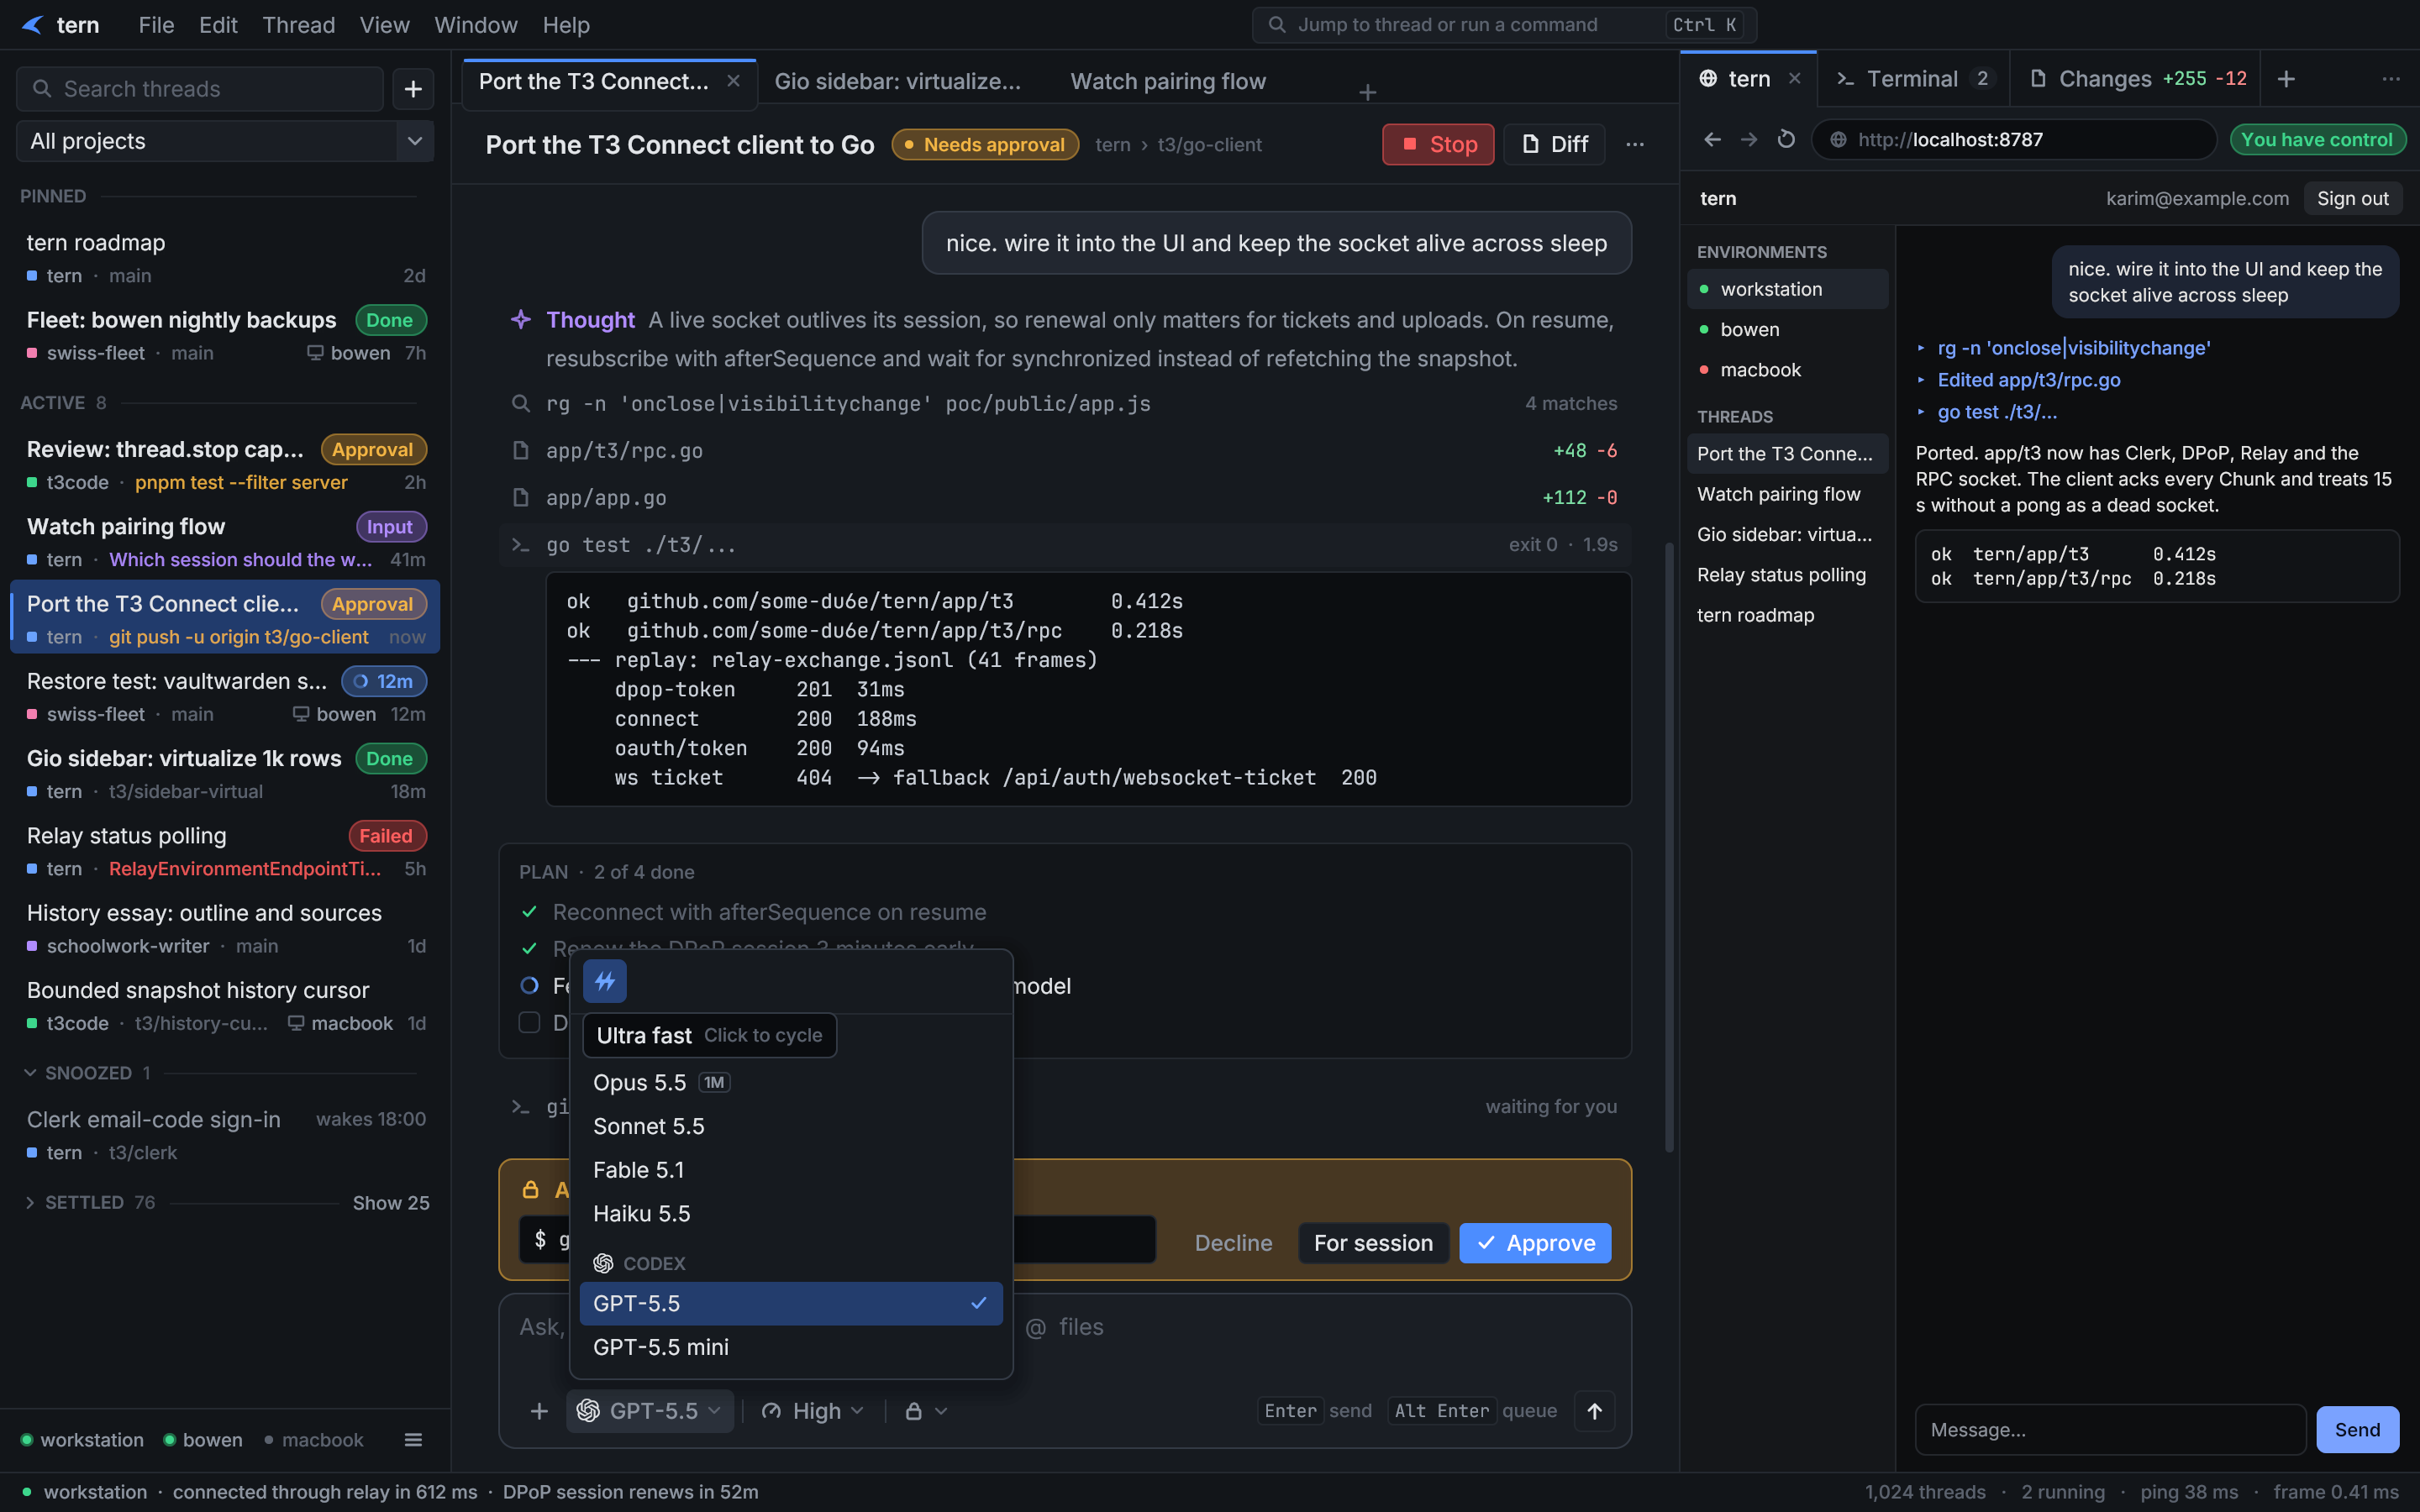 tern File Edit Thread View Window Help
Jump to thread or run a command Ctrl K
Search threads
All projects
PINNED
tern roadmap
tern · main 2d
Fleet: bowen nightly backups Done
swiss-fleet · main bowen 7h
ACTIVE 8
Review: thread.stop cap... Approval
t3code · pnpm test --filter server 2h
Watch pairing flow Input
tern · Which session should the w... 41m
Port the T3 Connect clie... Approval
tern · git push -u origin t3/go-client now
Restore test: vaultwarden s... 12m
swiss-fleet · main bowen 12m
Gio sidebar: virtualize 1k rows Done
tern · t3/sidebar-virtual 18m
Relay status polling Failed
tern · RelayEnvironmentEndpointTi... 5h
History essay: outline and sources
schoolwork-writer · main 1d
Bounded snapshot history cursor
t3code · t3/history-cu... macbook 1d
SNOOZED 1
Clerk email-code sign-in wakes 18:00
tern · t3/clerk
SETTLED 76 Show 25
workstation bowen macbook
Port the T3 Connect... Gio sidebar: virtualize... Watch pairing flow
Port the T3 Connect client to Go Needs approval tern › t3/go-client Stop Diff
nice. wire it into the UI and keep the socket alive across sleep
Thought A live socket outlives its session, so renewal only matters for tickets and uploads. On resume,
resubscribe with afterSequence and wait for synchronized instead of refetching the snapshot.
rg -n 'onclose|visibilitychange' poc/public/app.js 4 matches
app/t3/rpc.go +48 -6
app/app.go +112 -0
go test ./t3/... exit 0 · 1.9s
ok github.com/some-du6e/tern/app/t3 0.412s
ok github.com/some-du6e/tern/app/t3/rpc 0.218s
--- replay: relay-exchange.jsonl (41 frames)
dpop-token 201 31ms
connect 200 188ms
oauth/token 200 94ms
ws ticket 404 —> fallback /api/auth/websocket-ticket 200
PLAN · 2 of 4 done
Reconnect with afterSequence on resume
Renew the DPoP session 3 minutes early
model
Ultra fast Click to cycle
Opus 5.5 1M
Sonnet 5.5
Fable 5.1
Haiku 5.5
CODEX
GPT-5.5
GPT-5.5 mini
waiting for you
$ g
Decline For session Approve
Ask, @ files
GPT-5.5 High Enter send Alt Enter queue
tern Terminal 2 Changes +255 -12
http://localhost:8787 You have control
tern karim@example.com Sign out
ENVIRONMENTS
workstation
bowen
macbook
THREADS
Port the T3 Conne...
Watch pairing flow
Gio sidebar: virtua...
Relay status polling
tern roadmap
nice. wire it into the UI and keep the
socket alive across sleep
rg -n 'onclose|visibilitychange'
Edited app/t3/rpc.go
go test ./t3/...
Ported. app/t3 now has Clerk, DPoP, Relay and the
RPC socket. The client acks every Chunk and treats 15
s without a pong as a dead socket.
ok tern/app/t3 0.412s
ok tern/app/t3/rpc 0.218s
Message... Send
workstation · connected through relay in 612 ms · DPoP session renews in 52m
1,024 threads · 2 running · ping 38 ms · frame 0.41 ms